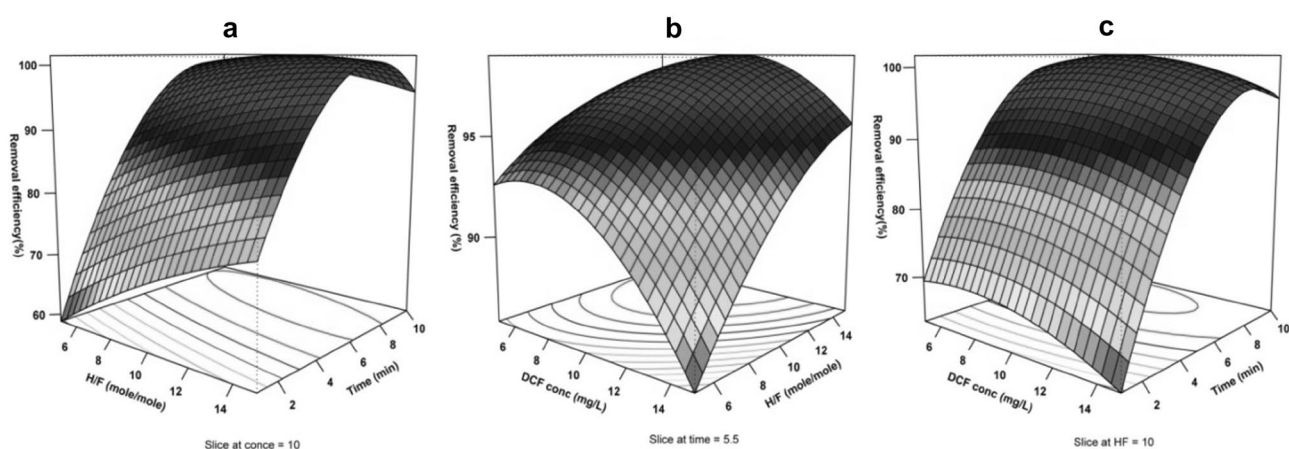 a
100
90
80
70
60
Removal efficiency(%)
6
8
10
12
14
H/F (mole/mole)
2
4
6
8
10
Time (min)
Slice at conce = 10
b
95
90
Removal efficiency (%)
6
8
10
12
14
DCF conc (mg/L)
6
8
10
12
14
H/F (mole/mole)
Slice at time = 5.5
c
100
90
80
70
Removal efficiency(%)
6
8
10
12
14
DCF conc (mg/L)
2
4
6
8
10
Time (min)
Slice at HF = 10